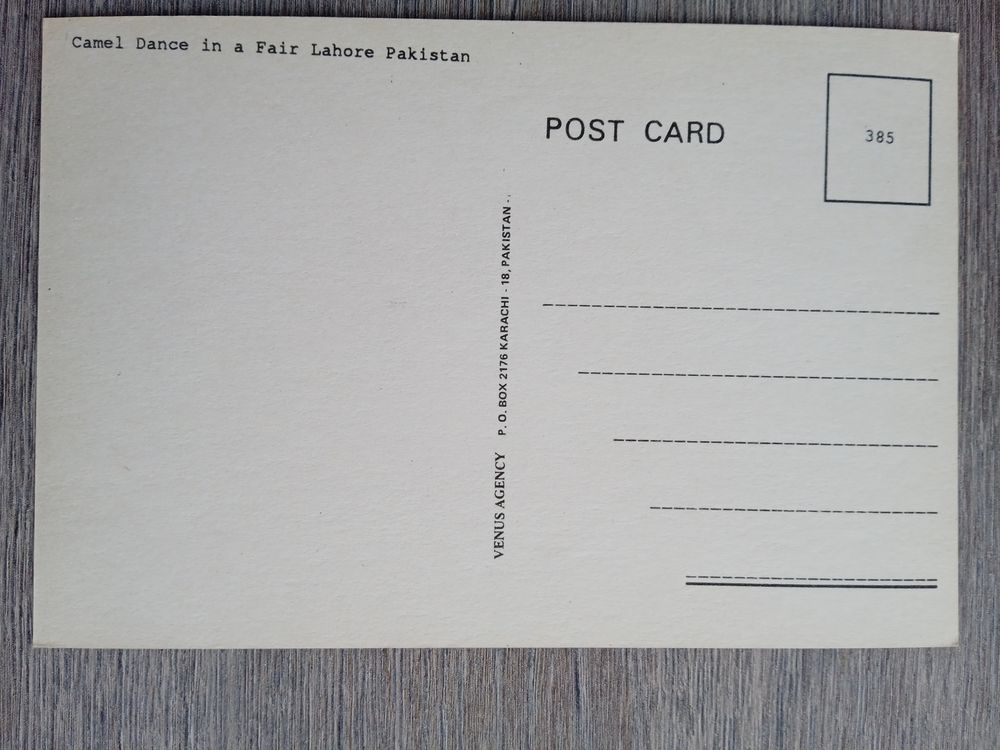 Camel Dance in a Fair Lahore Pakistan
POST CARD
385
VENUS AGENCY P. O. BOX 2176 KARACHI - 18, PAKISTAN -